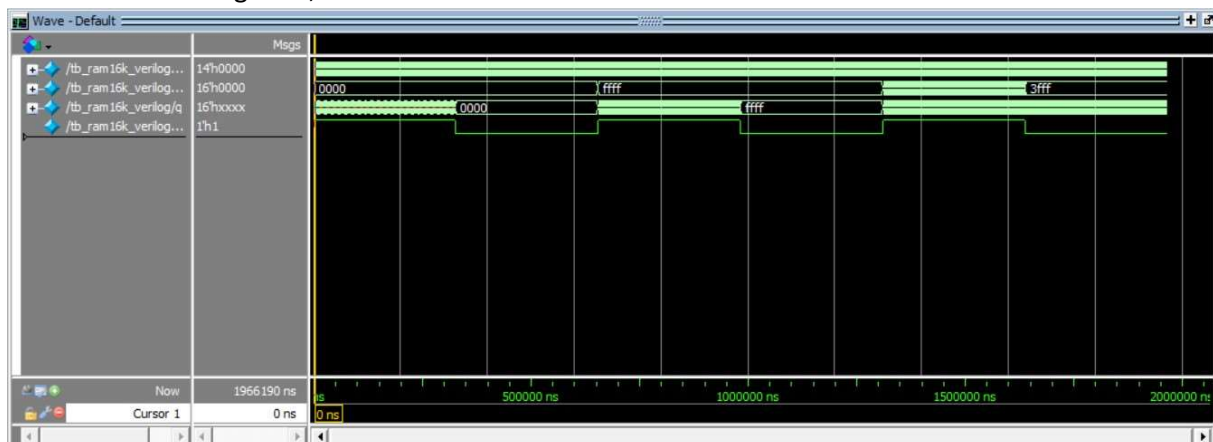 Wave - Default
Msgs
/tb_ram16k_verilog... 14'h0000
/tb_ram16k_verilog... 16'h0000 0000 ffff 3fff
/tb_ram16k_verilog/q 16'hxxxx 0000 ffff
/tb_ram16k_verilog... 1'h1
Now 1966190 ns ns 500000 ns 1000000 ns 1500000 ns 2000000 ns
Cursor 1 0 ns 0 ns